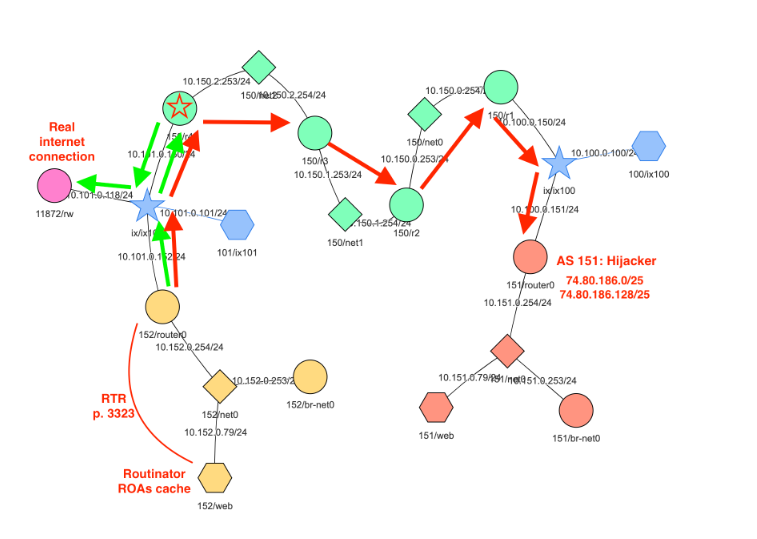 10.150.2.253/24
10.150.2.254/24
10.150.0.254/
150/r1
10.100.0.150/24
150/net0
10.150.0.253/24
150/r3
10.150.1.253/24
10.100.0.100/24
100/ix100
ix/ix100
Real
internet
connection
10.101.0.118/24
11872/rw
10.101.0.101/24
101/ix101
150/net1
150/r2
10.100.0.151/24
10.101.0.152/24
151/router0
AS 151: Hijacker
74.80.186.0/25
74.80.186.128/25
10.151.0.254/24
152/router0
10.152.0.254/24
152/net0
152/br-net0
10.152.0.79/24
RTR
p. 3323
Routinator
ROAs cache
152/web
10.151.0.253/24
151/web
151/br-net0